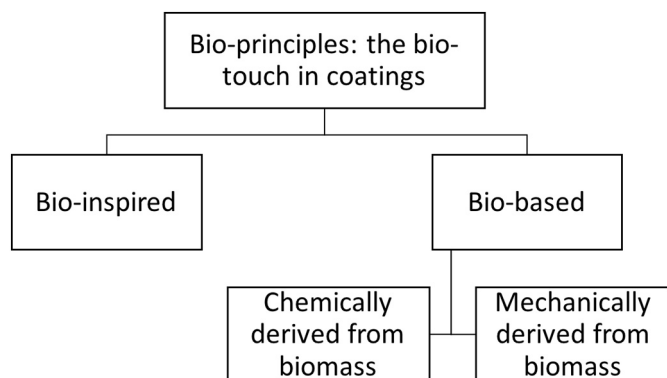 Bio-principles: the bio-
touch in coatings
Bio-inspired
Bio-based
Chemically
derived from
biomass
Mechanically
derived from
biomass